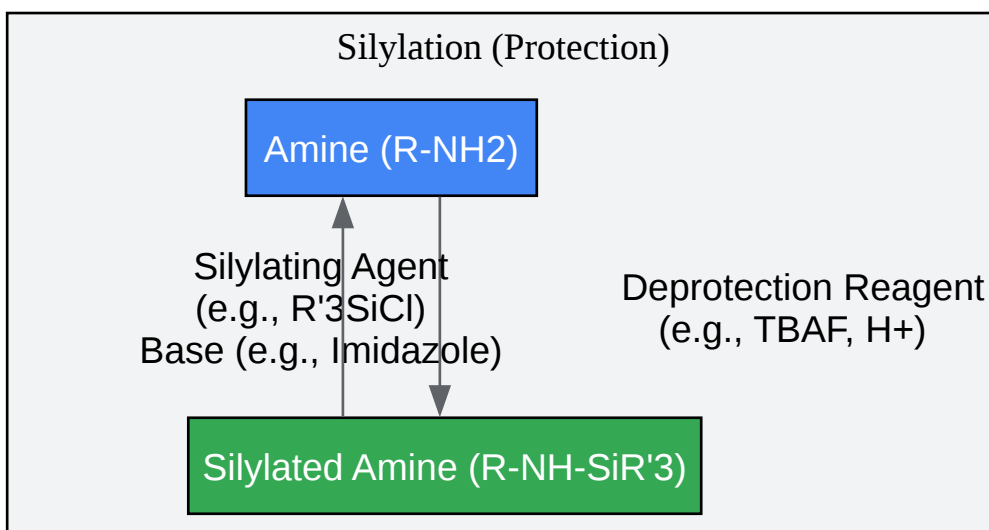 Silylation (Protection)
Amine (R-NH2)
Silylating Agent
(e.g., R'3SiCl)
Base (e.g., Imidazole)
Deprotection Reagent
(e.g., TBAF, H+)
Silylated Amine (R-NH-SiR'3)